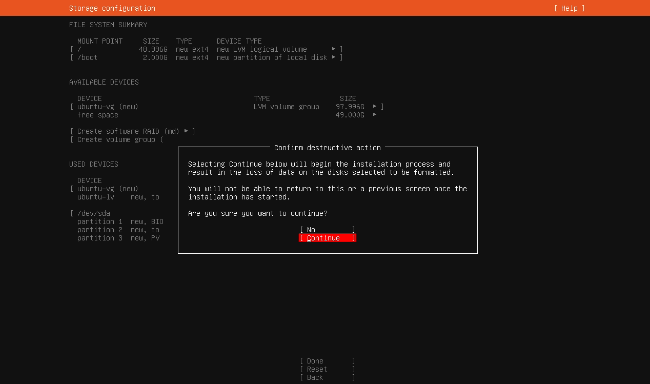 Storage configuration [ Help ]
FILE SYSTEM SUMMARY
MOUNT POINT SIZE TYPE DEVICE TYPE
[ / 48.000G new ext4 new LVM logical volume ▸ ]
[ /boot 2.000G new ext4 new partition of local disk ▸ ]
AVAILABLE DEVICES
DEVICE TYPE SIZE
[ ubuntu-vg (new) LVM volume group 97.996G ▸ ]
free space 49.000G ▸
[ Create software RAID (md) ▸ ]
[ Create volume group (
USED DEVICES
DEVICE
[ ubuntu-vg (new)
ubuntu-lv new, to
[ /dev/sda
partition 1 new, BIO
partition 2 new, to
partition 3 new, PV
Confirm destructive action
Selecting Continue below will begin the installation process and
result in the loss of data on the disks selected to be formatted.
You will not be able to return to this or a previous screen once the
installation has started.
Are you sure you want to continue?
[ No ]
[ Continue ]
[ Done ]
[ Reset ]
[ Back ]